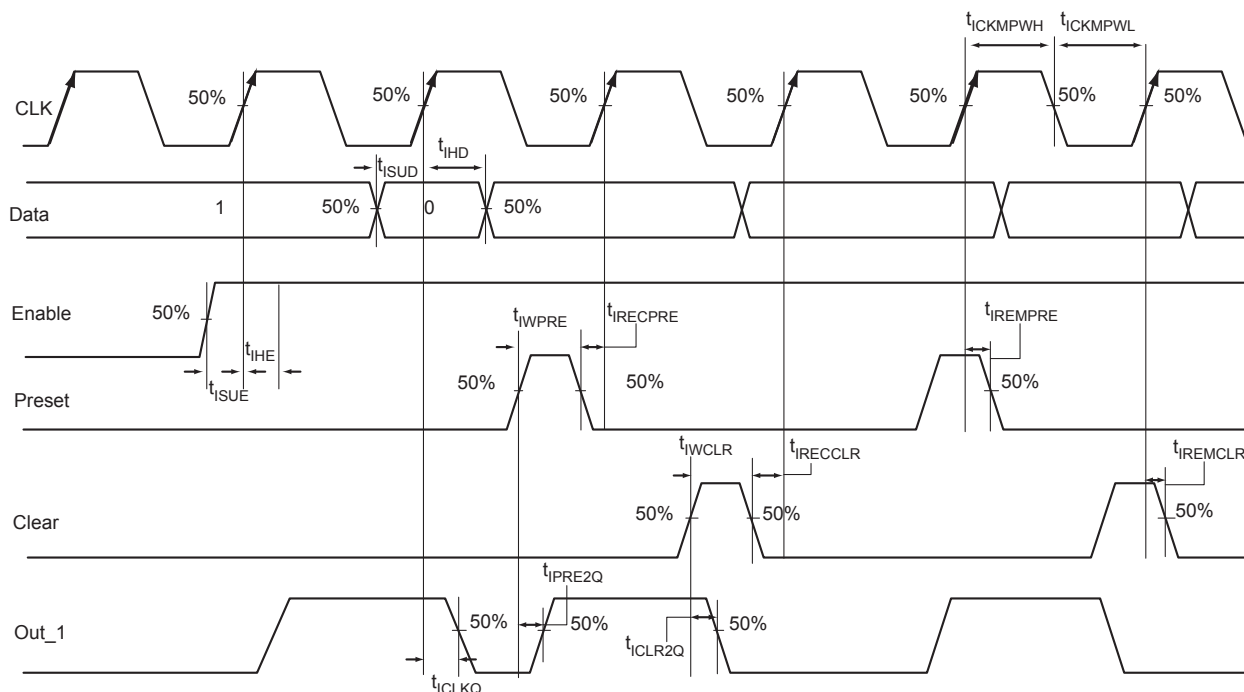 tICKMPWH tICKMPWL
CLK
50% 50% 50% 50% 50% 50% 50%
tISUD
tIHD
Data
1 50% 0 50%
Enable
50%
tISUE
tIHE
tIWPRE
tIRECPRE
tIREMPRE
Preset
50% 50% 50%
tIWCLR
tIRECCLR
tIREMCLR
Clear
50% 50% 50%
tIPRE2Q
Out_1
50% 50% 50%
tICLR2Q
tICLKQ